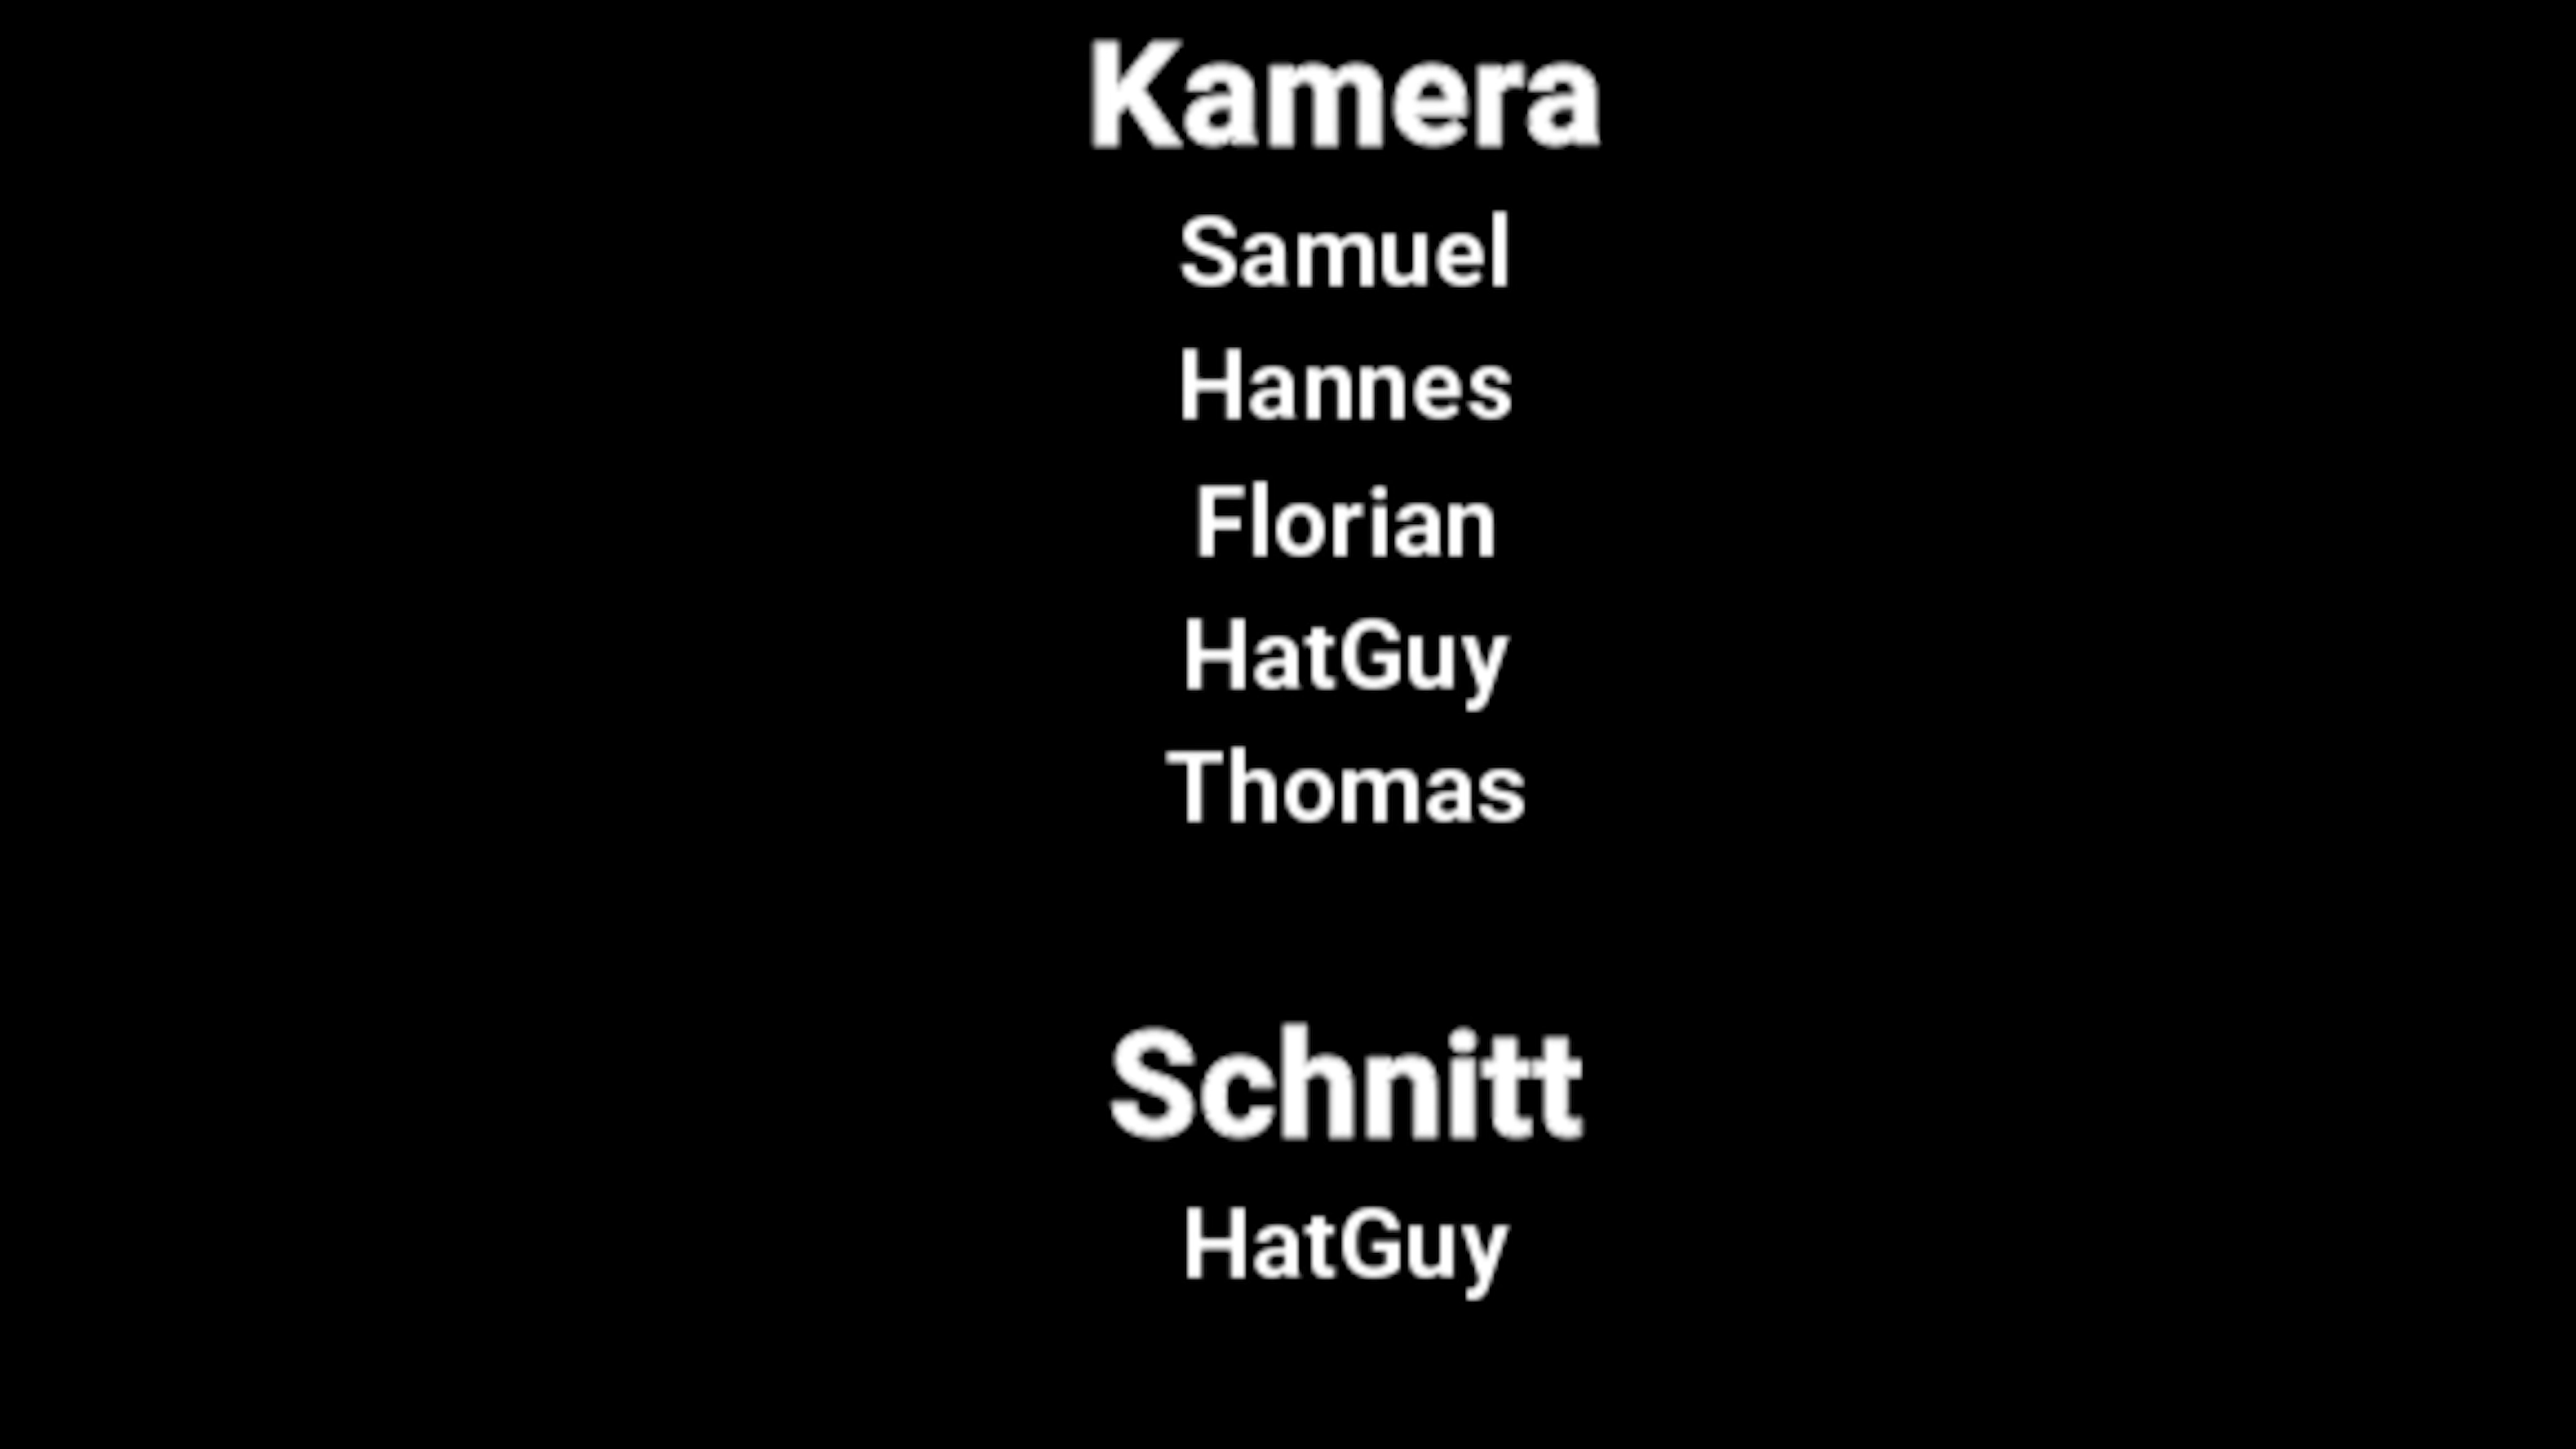 Kamera
Samuel
Hannes
Florian
HatGuy
Thomas
Schnitt
HatGuy